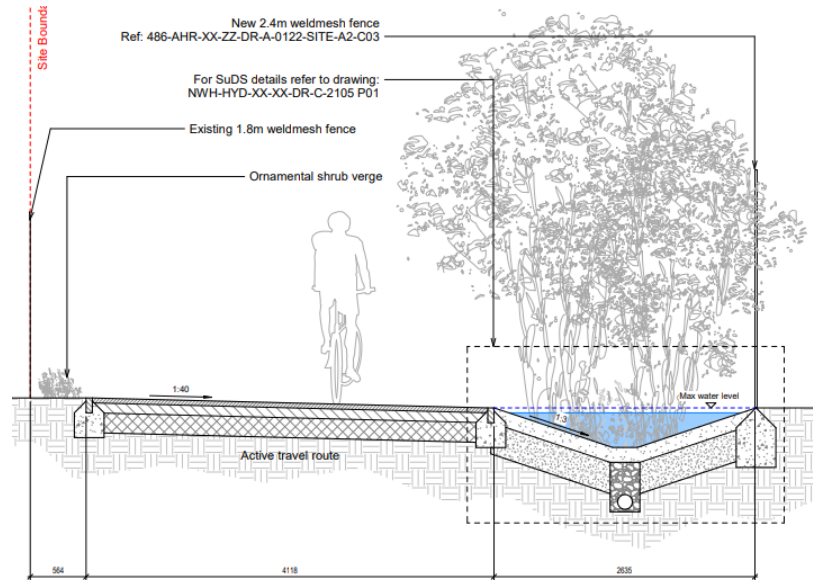 Site Bounda
New 2.4m weldmesh fence
Ref: 486-AHR-XX-ZZ-DR-A-0122-SITE-A2-C03
For SuDS details refer to drawing:
NWH-HYD-XX-XX-DR-C-2105 P01
Existing 1.8m weldmesh fence
Ornamental shrub verge
1:40
Max water level
1:3
Active travel route
564
4118
2635